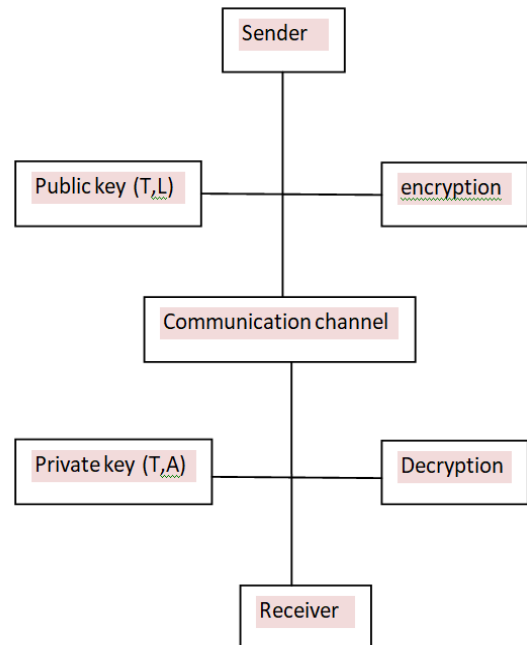 Sender
Public key (T,L)
encryption
Communication channel
Private key (T,A)
Decryption
Receiver